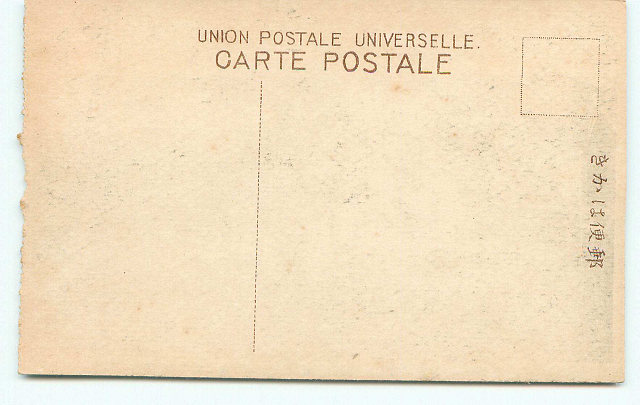 UNION POSTALE UNIVERSELLE.
CARTE POSTALE
きかは便郵